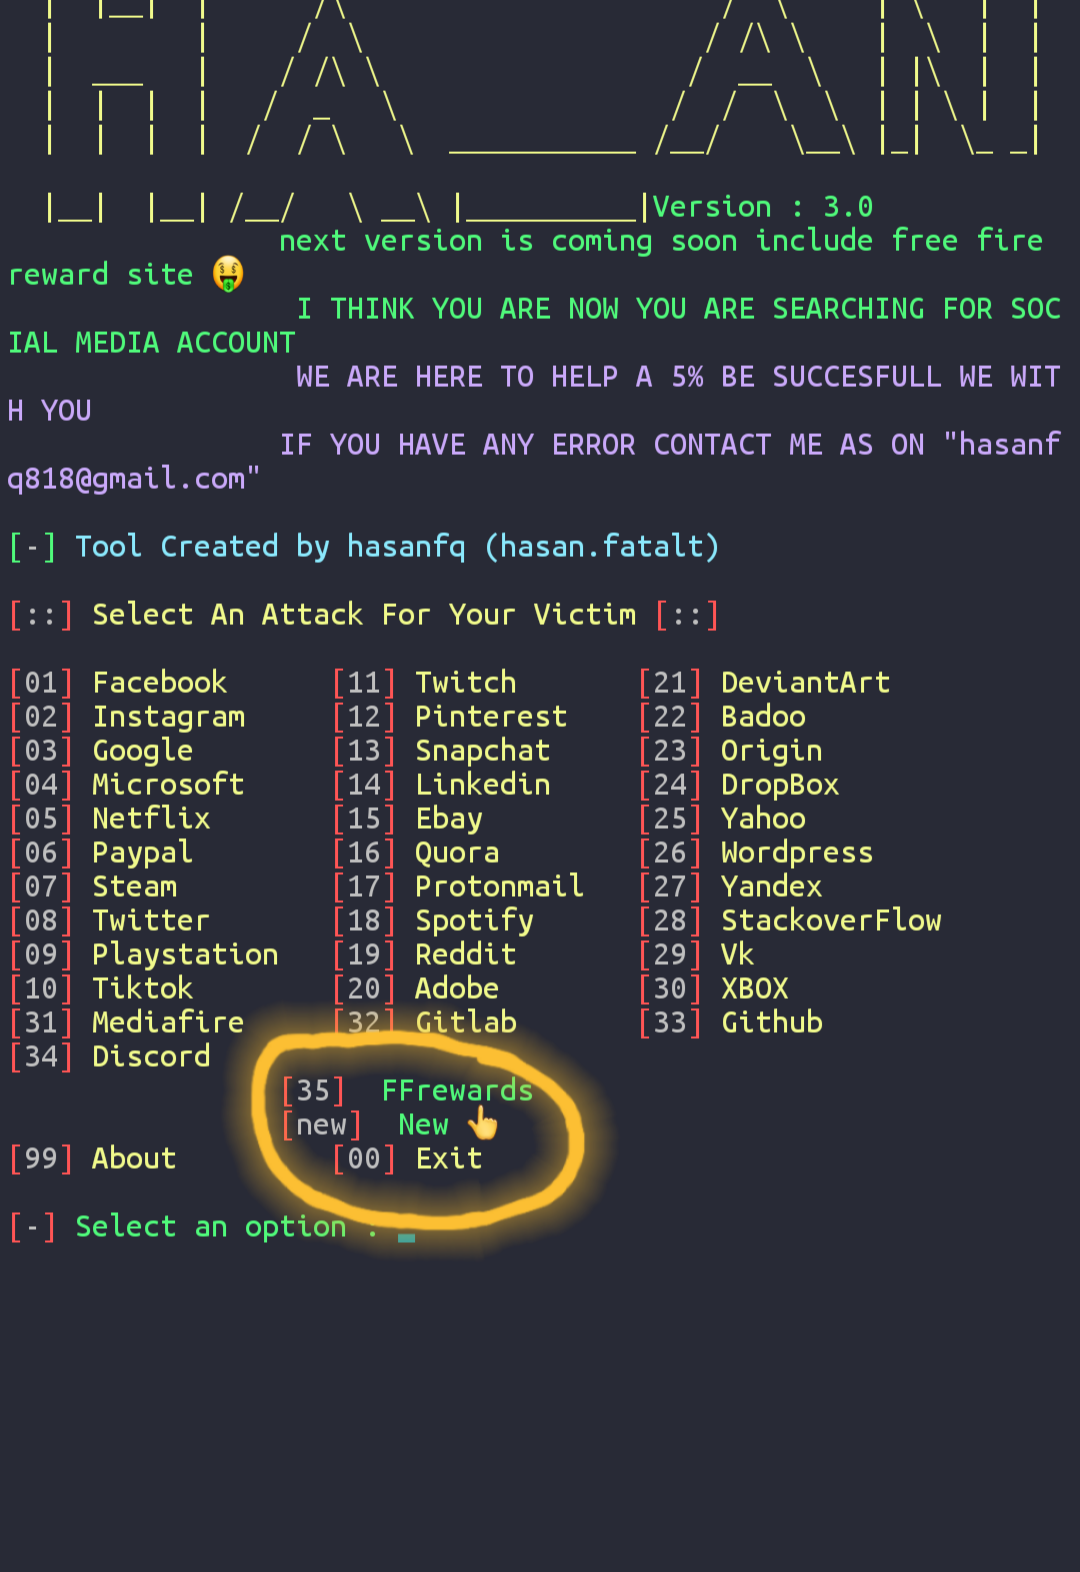 Version : 3.0
next version is coming soon include free fire
reward site 🤑
I THINK YOU ARE NOW YOU ARE SEARCHING FOR SOC
IAL MEDIA ACCOUNT
WE ARE HERE TO HELP A 5% BE SUCCESFULL WE WIT
H YOU
IF YOU HAVE ANY ERROR CONTACT ME AS ON "hasanf
q818@gmail.com"
[-] Tool Created by hasanfq (hasan.fatalt)
[::] Select An Attack For Your Victim [::]
[01] Facebook [11] Twitch [21] DeviantArt
[02] Instagram [12] Pinterest [22] Badoo
[03] Google [13] Snapchat [23] Origin
[04] Microsoft [14] Linkedin [24] DropBox
[05] Netflix [15] Ebay [25] Yahoo
[06] Paypal [16] Quora [26] Wordpress
[07] Steam [17] Protonmail [27] Yandex
[08] Twitter [18] Spotify [28] StackoverFlow
[09] Playstation [19] Reddit [29] Vk
[10] Tiktok [20] Adobe [30] XBOX
[31] Mediafire [32] Gitlab [33] Github
[34] Discord
[35] FFrewards
[new] New 👆
[99] About [00] Exit
[-] Select an option : _